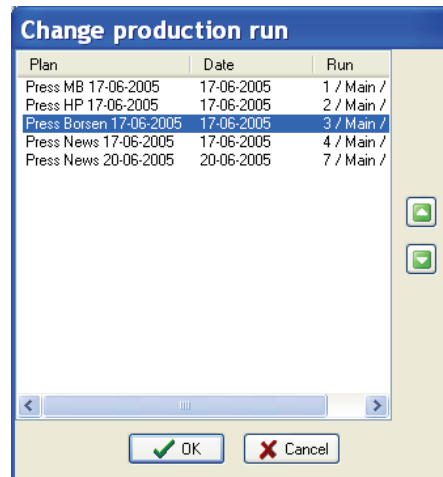 Change production run
Plan Date Run
Press MB 17-06-2005 17-06-2005 1 / Main /
Press HP 17-06-2005 17-06-2005 2 / Main /
Press Borsen 17-06-2005 17-06-2005 3 / Main /
Press News 17-06-2005 17-06-2005 4 / Main /
Press News 20-06-2005 20-06-2005 7 / Main /
OK Cancel